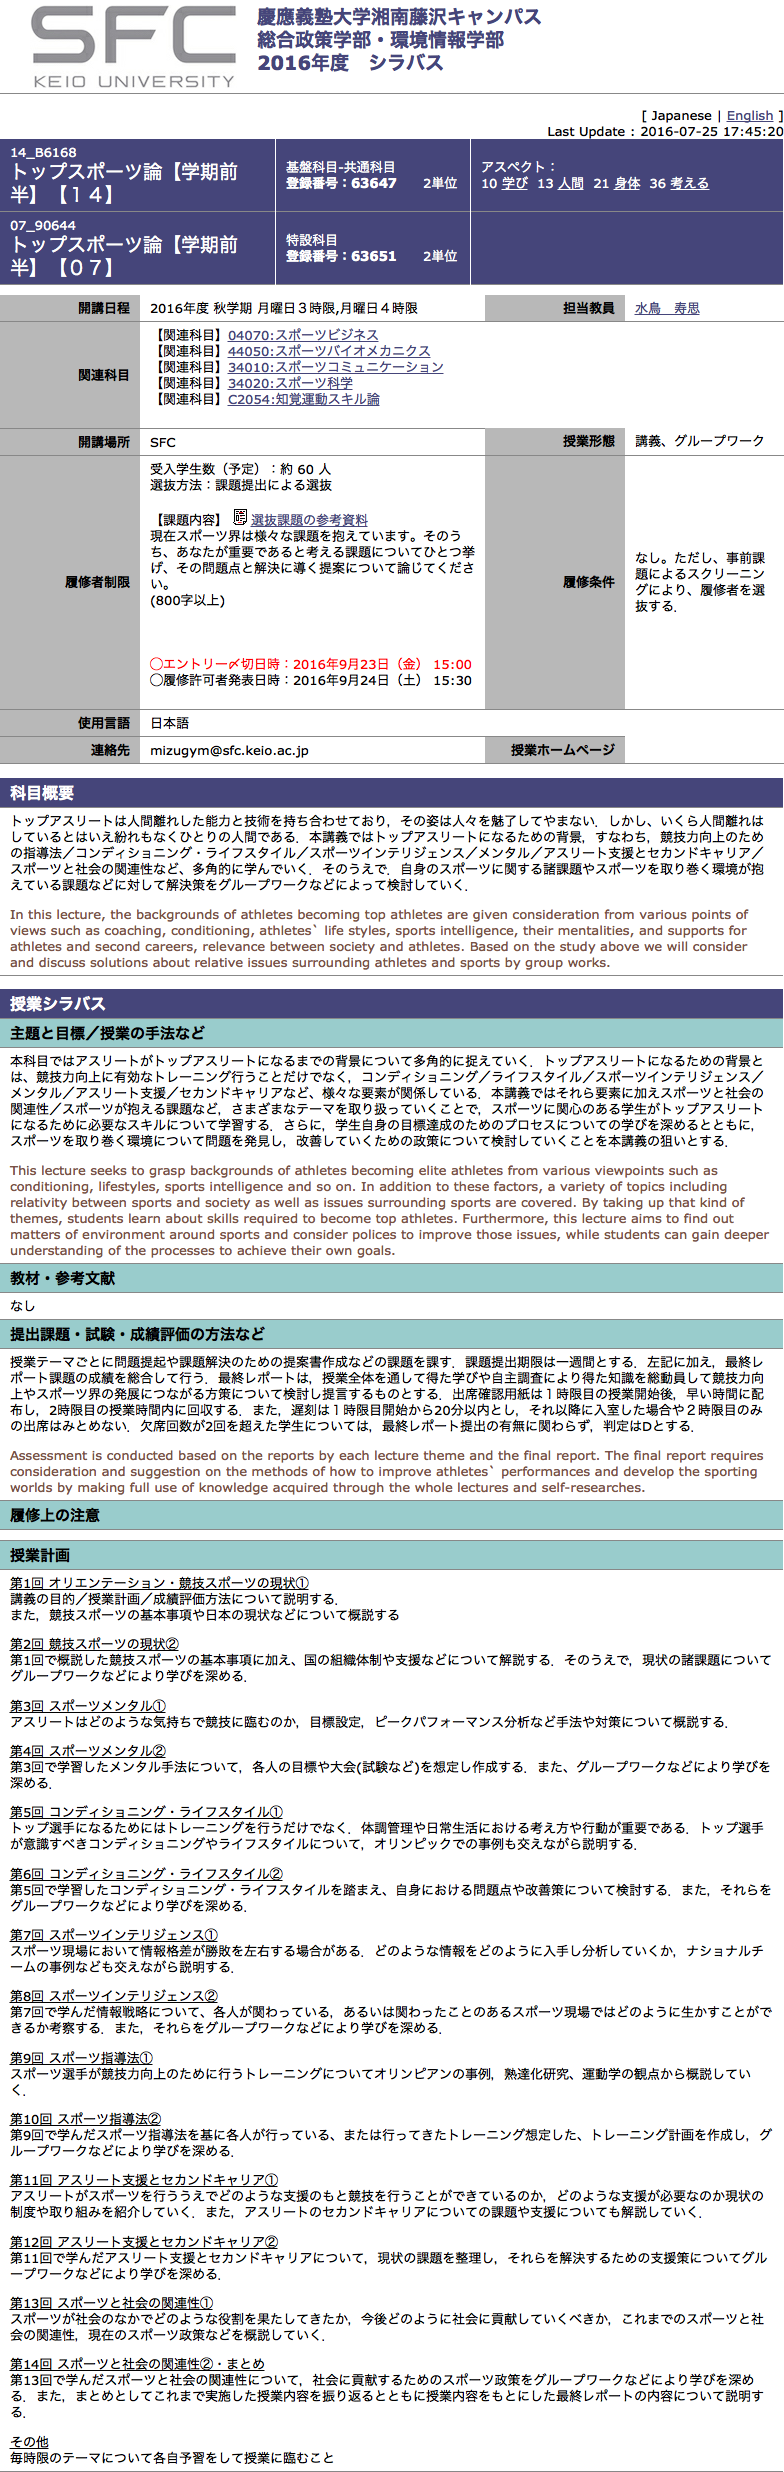 SFC
KEIO UNIVERSITY
慶應義塾大学湘南藤沢キャンパス
総合政策学部・環境情報学部
2016年度　シラバス
[ Japanese | English ]
Last Update : 2016-07-25 17:45:20
14_B6168
トップスポーツ論【学期前
半】【１４】
基盤科目-共通科目
登録番号：63647　　2単位
アスペクト：
10 学び 13 人間 21 身体 36 考える
07_90644
トップスポーツ論【学期前
半】【０７】
特設科目
登録番号：63651　　2単位
開講日程
2016年度 秋学期 月曜日３時限,月曜日４時限
担当教員
水鳥　寿思
関連科目
【関連科目】04070:スポーツビジネス
【関連科目】44050:スポーツバイオメカニクス
【関連科目】34010:スポーツコミュニケーション
【関連科目】34020:スポーツ科学
【関連科目】C2054:知覚運動スキル論
開講場所
SFC
授業形態
講義、グループワーク
履修者制限
受入学生数（予定）：約 60 人
選抜方法：課題提出による選抜
【課題内容】 選抜課題の参考資料
現在スポーツ界は様々な課題を抱えています。そのう
ち、あなたが重要であると考える課題についてひとつ挙
げ、その問題点と解決に導く提案について論じてくださ
い。
(800字以上)
◯エントリー〆切日時：2016年9月23日（金） 15:00
◯履修許可者発表日時：2016年9月24日（土） 15:30
履修条件
なし。ただし、事前課
題によるスクリーニン
グにより、履修者を選
抜する．
使用言語
日本語
連絡先
mizugym@sfc.keio.ac.jp
授業ホームページ
科目概要
トップアスリートは人間離れした能力と技術を持ち合わせており，その姿は人々を魅了してやまない．しかし、いくら人間離れは
しているとはいえ紛れもなくひとりの人間である．本講義ではトップアスリートになるための背景，すなわち，競技力向上のため
の指導法／コンディショニング・ライフスタイル／スポーツインテリジェンス／メンタル／アスリート支援とセカンドキャリア／
スポーツと社会の関連性など、多角的に学んでいく．そのうえで，自身のスポーツに関する諸課題やスポーツを取り巻く環境が抱
えている課題などに対して解決策をグループワークなどによって検討していく．
In this lecture, the backgrounds of athletes becoming top athletes are given consideration from various points of
views such as coaching, conditioning, athletes` life styles, sports intelligence, their mentalities, and supports for
athletes and second careers, relevance between society and athletes. Based on the study above we will consider
and discuss solutions about relative issues surrounding athletes and sports by group works.
授業シラバス
主題と目標／授業の手法など
本科目ではアスリートがトップアスリートになるまでの背景について多角的に捉えていく．トップアスリートになるための背景と
は、競技力向上に有効なトレーニング行うことだけでなく，コンディショニング／ライフスタイル／スポーツインテリジェンス／
メンタル／アスリート支援／セカンドキャリアなど、様々な要素が関係している．本講義ではそれら要素に加えスポーツと社会の
関連性／スポーツが抱える課題など，さまざまなテーマを取り扱っていくことで，スポーツに関心のある学生がトップアスリート
になるために必要なスキルについて学習する．さらに，学生自身の目標達成のためのプロセスについての学びを深めるとともに，
スポーツを取り巻く環境について問題を発見し，改善していくための政策について検討していくことを本講義の狙いとする．
This lecture seeks to grasp backgrounds of athletes becoming elite athletes from various viewpoints such as
conditioning, lifestyles, sports intelligence and so on. In addition to these factors, a variety of topics including
relativity between sports and society as well as issues surrounding sports are covered. By taking up that kind of
themes, students learn about skills required to become top athletes. Furthermore, this lecture aims to find out
matters of environment around sports and consider polices to improve those issues, while students can gain deeper
understanding of the processes to achieve their own goals.
教材・参考文献
なし
提出課題・試験・成績評価の方法など
授業テーマごとに問題提起や課題解決のための提案書作成などの課題を課す．課題提出期限は一週間とする．左記に加え，最終レ
ポート課題の成績を総合して行う．最終レポートは，授業全体を通して得た学びや自主調査により得た知識を総動員して競技力向
上やスポーツ界の発展につながる方策について検討し提言するものとする．出席確認用紙は１時限目の授業開始後，早い時間に配
布し，2時限目の授業時間内に回収する．また，遅刻は１時限目開始から20分以内とし，それ以降に入室した場合や２時限目のみ
の出席はみとめない．欠席回数が2回を超えた学生については，最終レポート提出の有無に関わらず，判定はDとする．
Assessment is conducted based on the reports by each lecture theme and the final report. The final report requires
consideration and suggestion on the methods of how to improve athletes` performances and develop the sporting
worlds by making full use of knowledge acquired through the whole lectures and self-researches.
履修上の注意
授業計画
第1回 オリエンテーション・競技スポーツの現状①
講義の目的／授業計画／成績評価方法について説明する．
また，競技スポーツの基本事項や日本の現状などについて概説する
第2回 競技スポーツの現状②
第1回で概説した競技スポーツの基本事項に加え、国の組織体制や支援などについて解説する．そのうえで，現状の諸課題について
グループワークなどにより学びを深める．
第3回 スポーツメンタル①
アスリートはどのような気持ちで競技に臨むのか，目標設定，ピークパフォーマンス分析など手法や対策について概説する．
第4回 スポーツメンタル②
第3回で学習したメンタル手法について，各人の目標や大会(試験など)を想定し作成する．また、グループワークなどにより学びを
深める．
第5回 コンディショニング・ライフスタイル①
トップ選手になるためにはトレーニングを行うだけでなく．体調管理や日常生活における考え方や行動が重要である．トップ選手
が意識すべきコンディショニングやライフスタイルについて，オリンピックでの事例も交えながら説明する．
第6回 コンディショニング・ライフスタイル②
第5回で学習したコンディショニング・ライフスタイルを踏まえ、自身における問題点や改善策について検討する．また，それらを
グループワークなどにより学びを深める．
第7回 スポーツインテリジェンス①
スポーツ現場において情報格差が勝敗を左右する場合がある．どのような情報をどのように入手し分析していくか，ナショナルチ
ームの事例なども交えながら説明する．
第8回 スポーツインテリジェンス②
第7回で学んだ情報戦略について、各人が関わっている，あるいは関わったことのあるスポーツ現場ではどのように生かすことがで
きるか考察する．また，それらをグループワークなどにより学びを深める．
第9回 スポーツ指導法①
スポーツ選手が競技力向上のために行うトレーニングについてオリンピアンの事例，熟達化研究、運動学の観点から概説してい
く．
第10回 スポーツ指導法②
第9回で学んだスポーツ指導法を基に各人が行っている、または行ってきたトレーニング想定した、トレーニング計画を作成し，グ
ループワークなどにより学びを深める．
第11回 アスリート支援とセカンドキャリア①
アスリートがスポーツを行ううえでどのような支援のもと競技を行うことができているのか，どのような支援が必要なのか現状の
制度や取り組みを紹介していく．また，アスリートのセカンドキャリアについての課題や支援についても解説していく．
第12回 アスリート支援とセカンドキャリア②
第11回で学んだアスリート支援とセカンドキャリアについて，現状の課題を整理し，それらを解決するための支援策についてグル
ープワークなどにより学びを深める．
第13回 スポーツと社会の関連性①
スポーツが社会のなかでどのような役割を果たしてきたか，今後どのように社会に貢献していくべきか，これまでのスポーツと社
会の関連性，現在のスポーツ政策などを概説していく．
第14回 スポーツと社会の関連性②・まとめ
第13回で学んだスポーツと社会の関連性について，社会に貢献するためのスポーツ政策をグループワークなどにより学びを深め
る．また，まとめとしてこれまで実施した授業内容を振り返るとともに授業内容をもとにした最終レポートの内容について説明す
る．
その他
毎時限のテーマについて各自予習をして授業に臨むこと